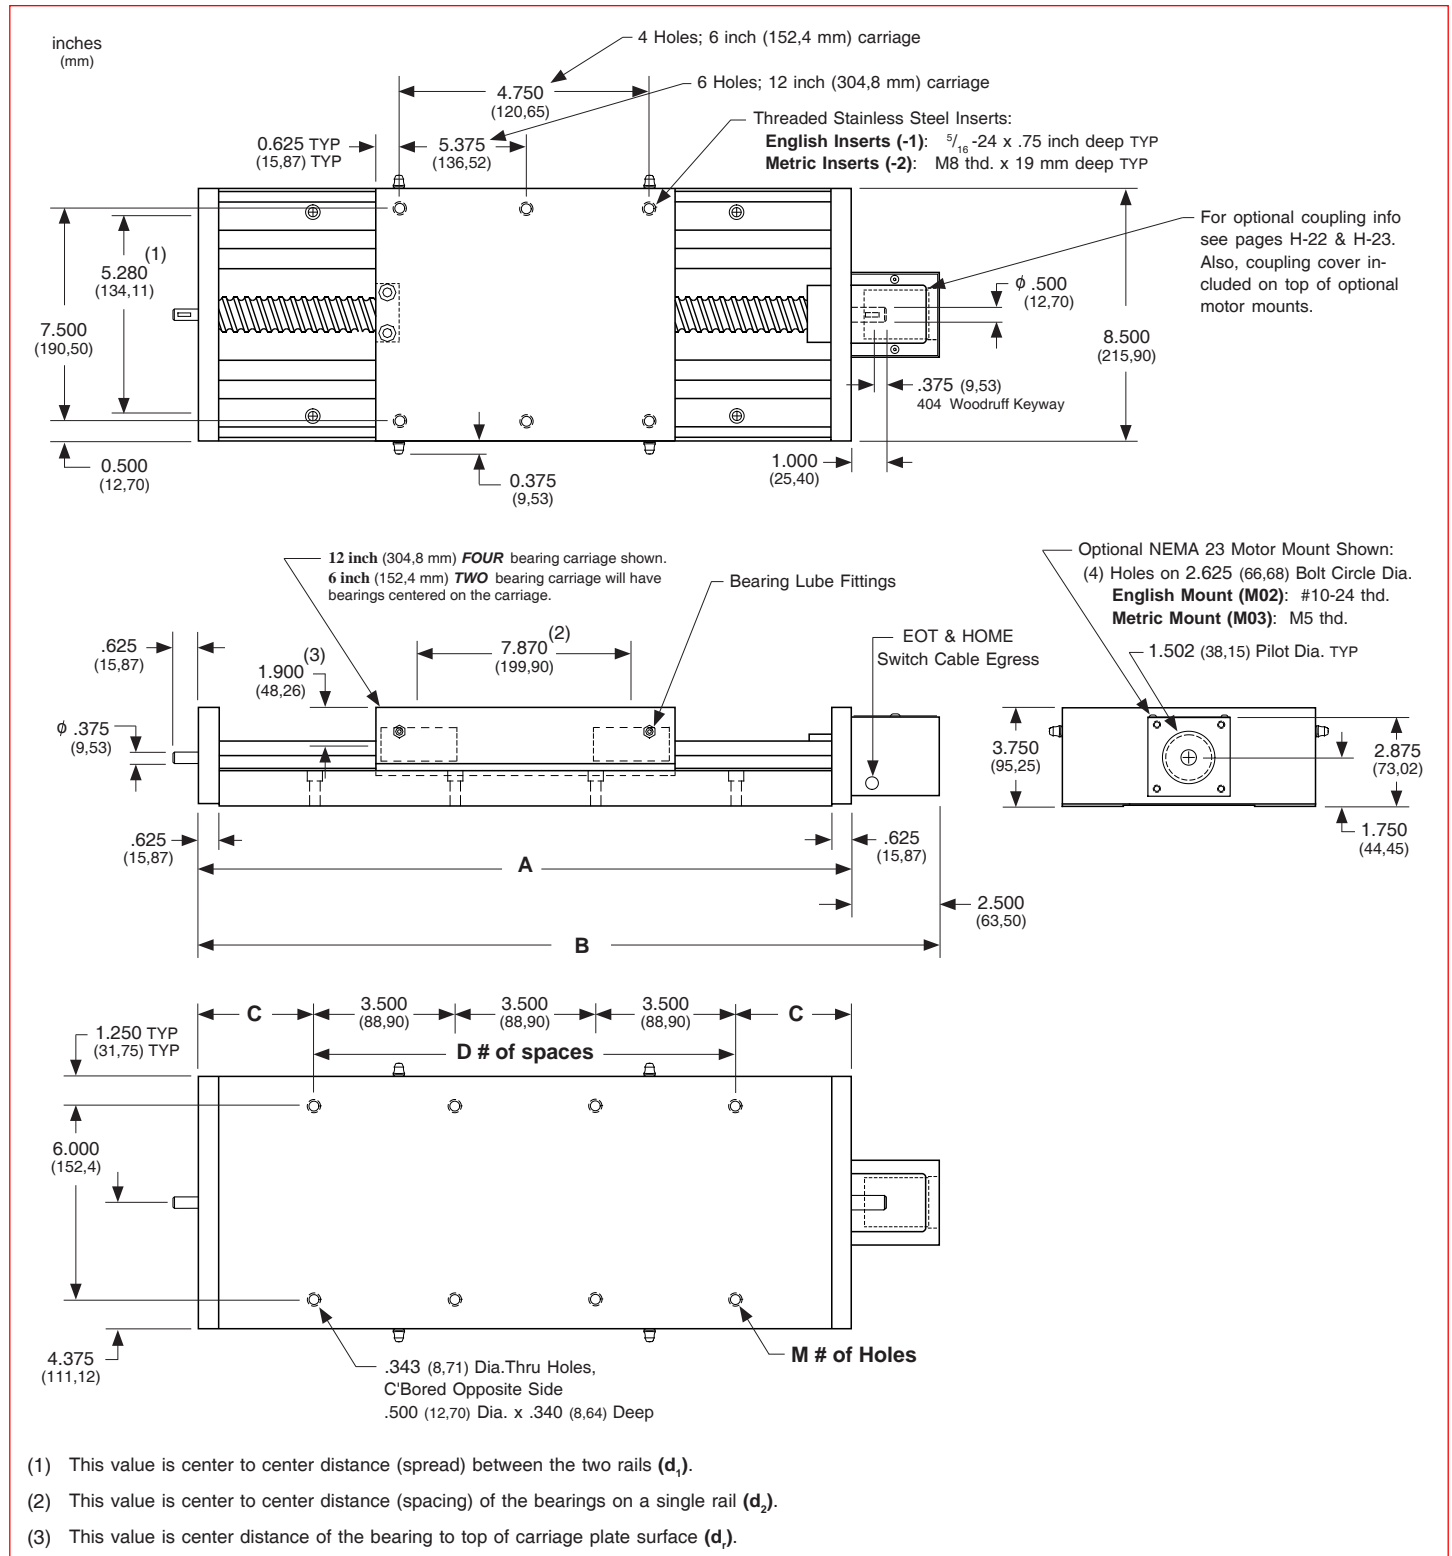 inches
(mm)
4 Holes; 6 inch (152,4 mm) carriage
4.750
(120,65)
6 Holes; 12 inch (304,8 mm) carriage
0.625 TYP
(15,87) TYP
5.375
(136,52)
Threaded Stainless Steel Inserts:
English Inserts (-1): 5/16 -24 x .75 inch deep TYP
Metric Inserts (-2): M8 thd. x 19 mm deep TYP
For optional coupling info
see pages H-22 & H-23.
Also, coupling cover in-
cluded on top of optional
motor mounts.
(1)
5.280
(134,11)
7.500
(190,50)
ϕ .500
(12,70)
8.500
(215,90)
.375 (9,53)
404 Woodruff Keyway
0.500
(12,70)
0.375
(9,53)
1.000
(25,40)
12 inch (304,8 mm) FOUR bearing carriage shown.
6 inch (152,4 mm) TWO bearing carriage will have
bearings centered on the carriage.
Bearing Lube Fittings
Optional NEMA 23 Motor Mount Shown:
(4) Holes on 2.625 (66,68) Bolt Circle Dia.
English Mount (M02): #10-24 thd.
Metric Mount (M03): M5 thd.
1.502 (38,15) Pilot Dia. TYP
.625
(15,87)
(3)
1.900
(48,26)
(2)
7.870
(199,90)
EOT & HOME
Switch Cable Egress
ϕ .375
(9,53)
3.750
(95,25)
2.875
(73,02)
1.750
(44,45)
.625
(15,87)
.625
(15,87)
A
2.500
(63,50)
B
C
3.500
(88,90)
3.500
(88,90)
3.500
(88,90)
C
1.250 TYP
(31,75) TYP
D # of spaces
6.000
(152,4)
4.375
(111,12)
.343 (8,71) Dia.Thru Holes,
C'Bored Opposite Side
.500 (12,70) Dia. x .340 (8,64) Deep
M # of Holes
(1) This value is center to center distance (spread) between the two rails (d1).
(2) This value is center to center distance (spacing) of the bearings on a single rail (d2).
(3) This value is center distance of the bearing to top of carriage plate surface (dr).